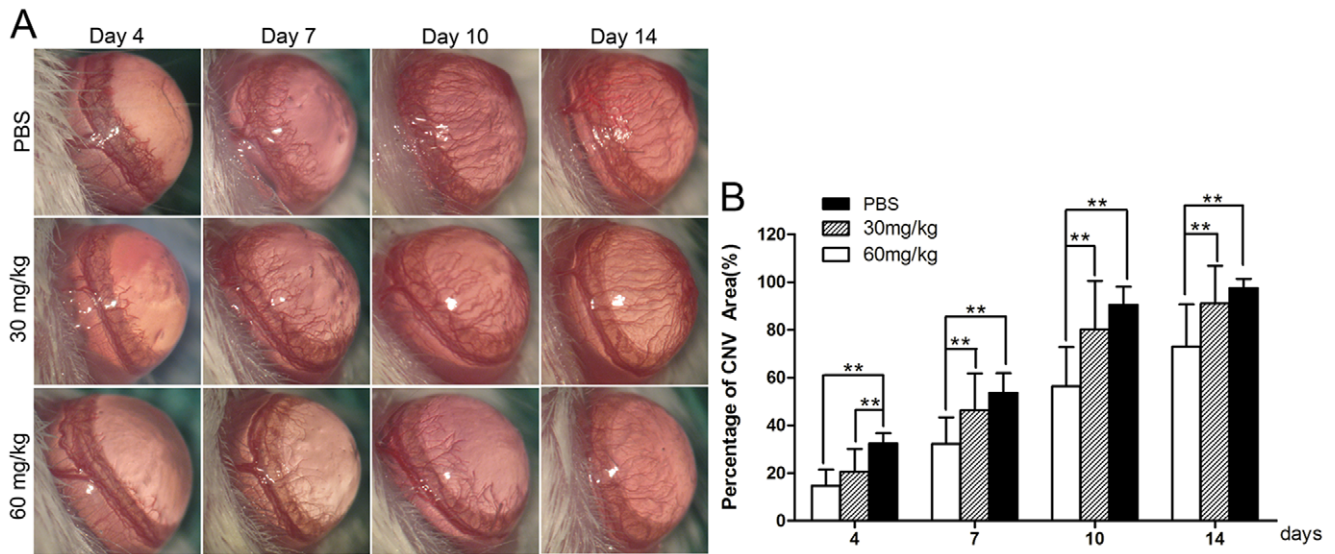 A
Day 4 Day 7 Day 10 Day 14
PBS
30 mg/kg
60 mg/kg
B
PBS
30mg/kg
60mg/kg
Percentage of CNV Area(%)
120
100
80
60
40
20
0
** ** ** ** ** ** ** **
4 7 10 14 days